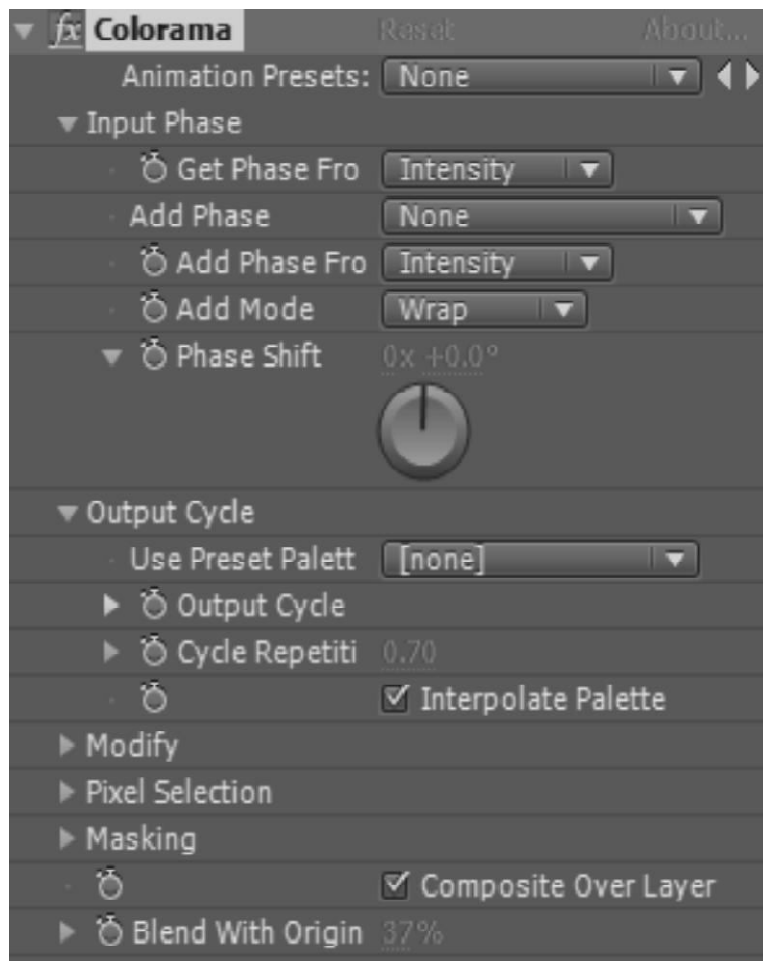 fx Colorama Reset About...
Animation Presets: None
Input Phase
Get Phase Fro Intensity
Add Phase None
Add Phase Fro Intensity
Add Mode Wrap
Phase Shift 0x +0.0°
Output Cycle
Use Preset Palett [none]
Output Cycle
Cycle Repetiti 0.70
Interpolate Palette
Modify
Pixel Selection
Masking
Composite Over Layer
Blend With Origin 37%